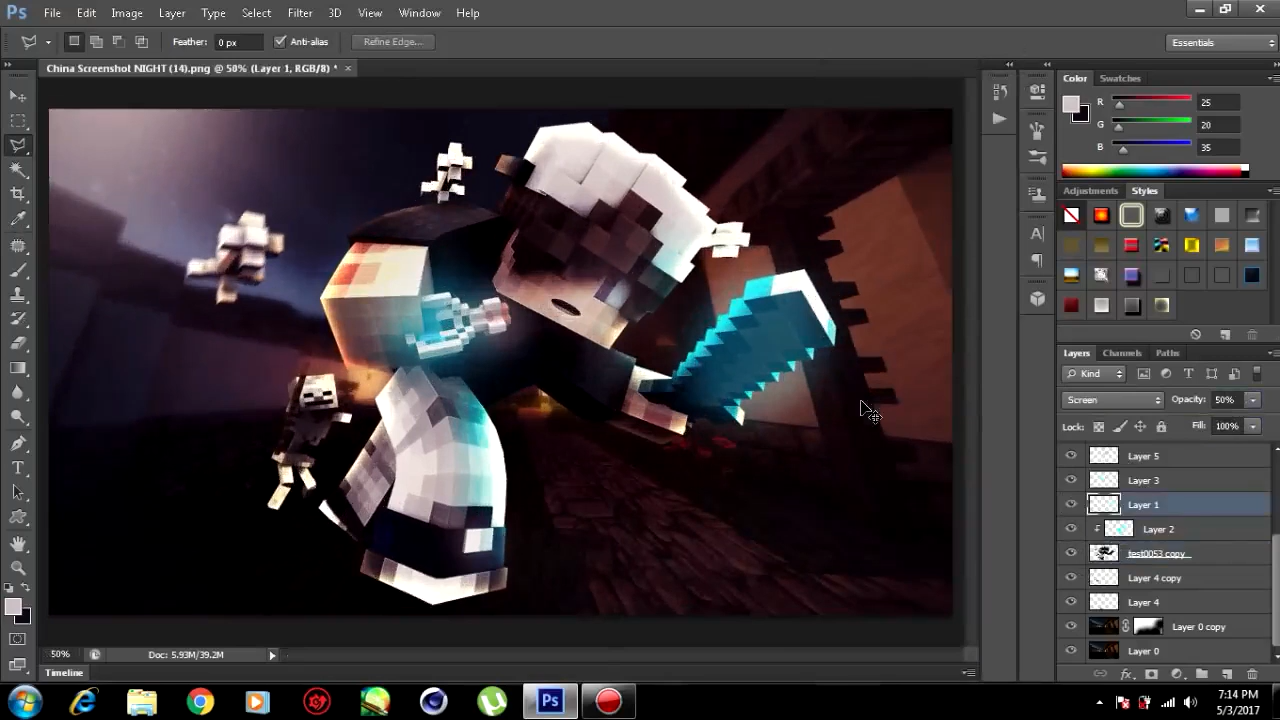 Ps File Edit Image Layer Type Select Filter 3D View Window Help
Feather: 0 px Anti-alias Refine Edge... Essentials
China Screenshot NIGHT (14).png @ 50% (Layer 1, RGB/8) * ×
Color Swatches
R 25
G 20
B 35
Adjustments Styles
Layers Channels Paths
Kind
Screen Opacity: 50%
Lock: Fill: 100%
Layer 5
Layer 3
Layer 1
Layer 2
test0053 copy
Layer 4 copy
Layer 4
Layer 0 copy
Layer 0
50% Doc: 5.93M/39.2M
Timeline
Ps 7:14 PM
5/3/2017